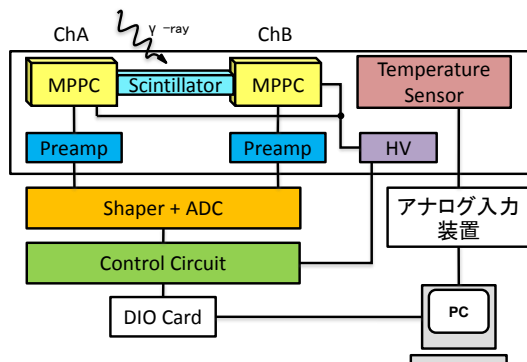 ChA
γ -ray
ChB
MPPC
Scintillator
MPPC
Temperature
Sensor
Preamp
Preamp
HV
Shaper + ADC
アナログ入力
装置
Control Circuit
DIO Card
PC